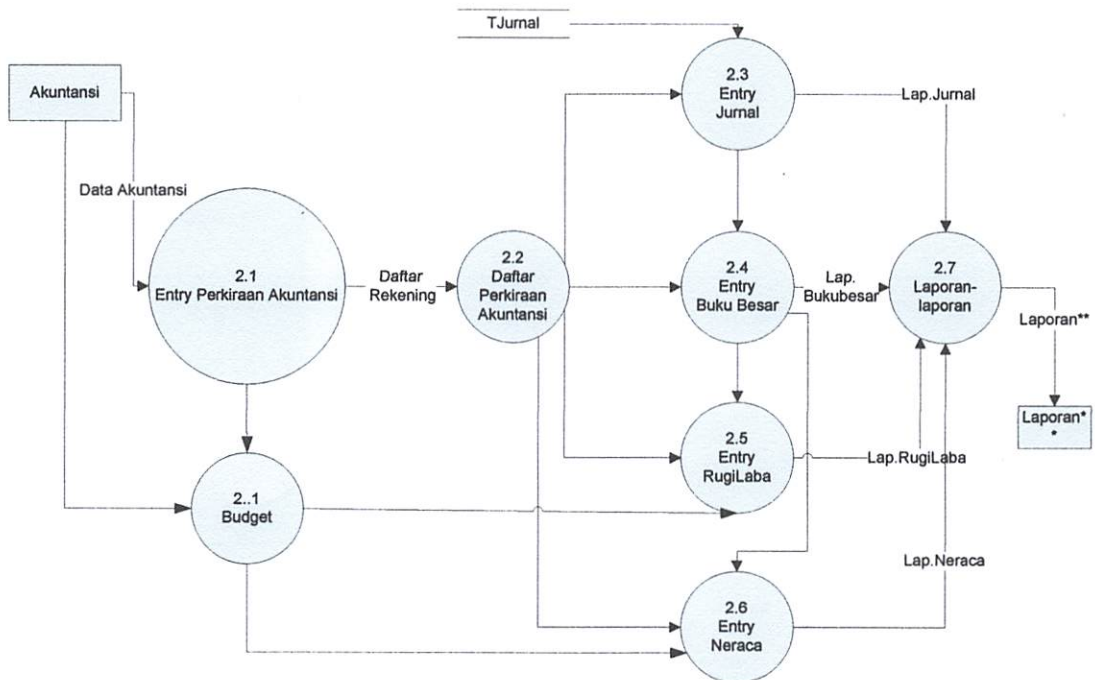 TJurnal
2.3
Entry
Jurnal
Lap.Jurnal
Akuntansi
Data Akuntansi
2.1
Entry Perkiraan Akuntansi
Daftar
Rekening
2.2
Daftar
Perkiraan
Akuntansi
2.4
Entry
Buku Besar
Lap.
Bukubesar
2.7
Laporan-
laporan
Laporan**
Laporan*
*
2.5
Entry
RugiLaba
Lap.RugiLaba
2..1
Budget
2.6
Entry
Neraca
Lap.Neraca